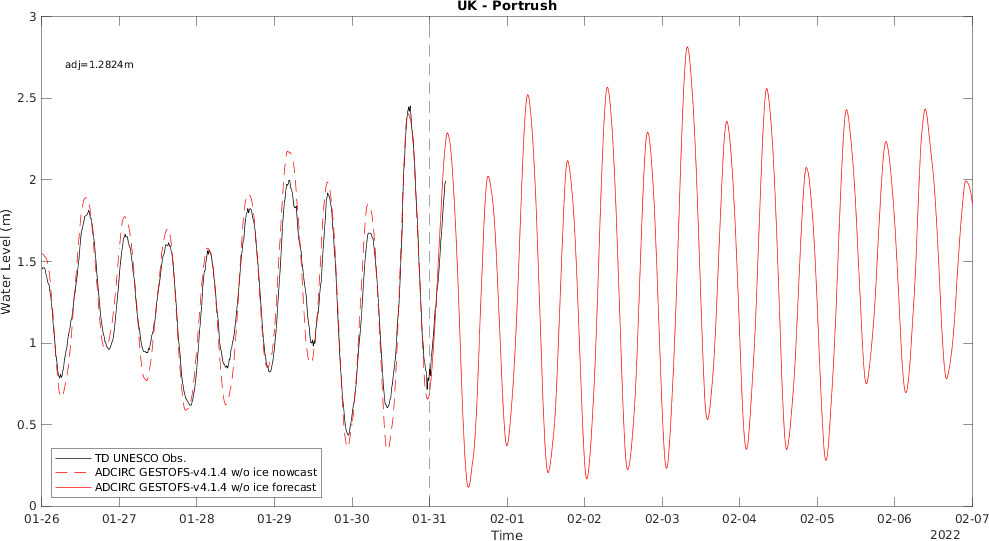 UK - Portrush
3
2.5
2
1.5
1
0.5
0
Water Level (m)
adj=1.2824m
TD UNESCO Obs.
ADCIRC GESTOFS-v4.1.4 w/o ice nowcast
ADCIRC GESTOFS-v4.1.4 w/o ice forecast
01-26 01-27 01-28 01-29 01-30 01-31 02-01 02-02 02-03 02-04 02-05 02-06 02-07
Time
2022